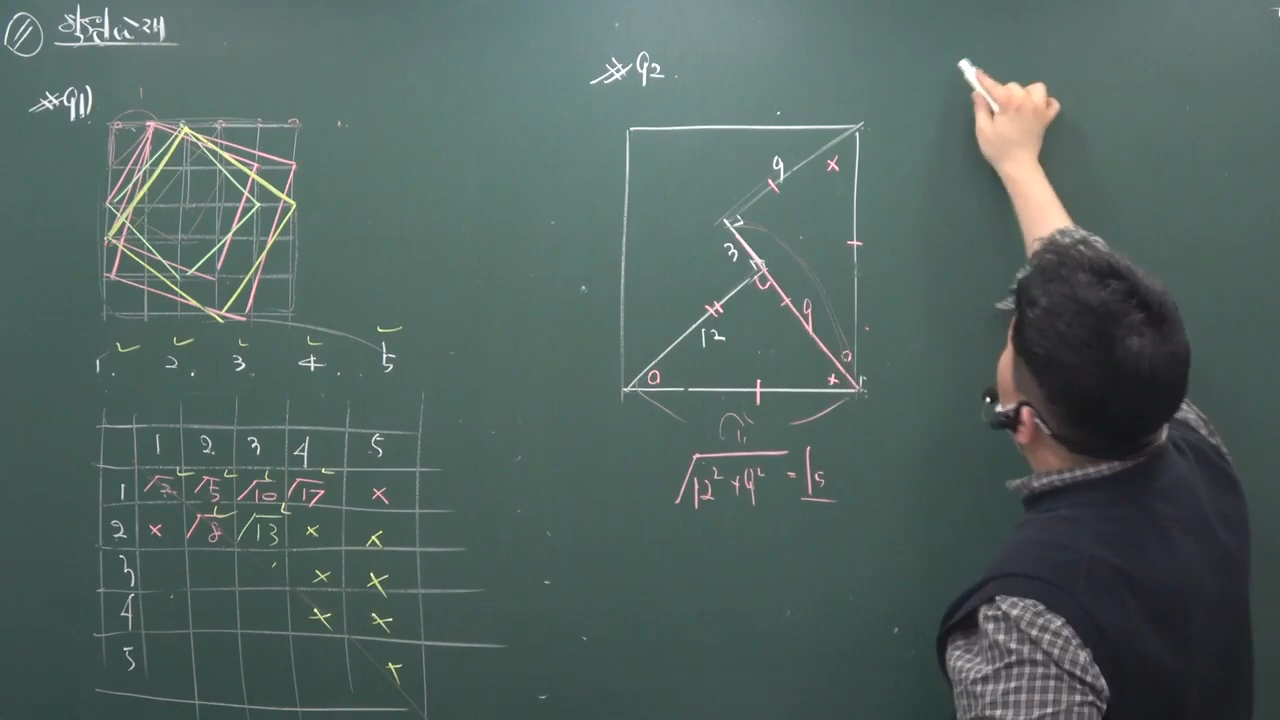 #Q1)
1
1. 2. 3. 4. 5
1 2 3 4 5
1 √2 √5 √10 √17 ×
2 × √8 √13 × ×
3 × ×
4 × ×
5 ×
#Q2.
9
3
9
12
√12²+9² = 15